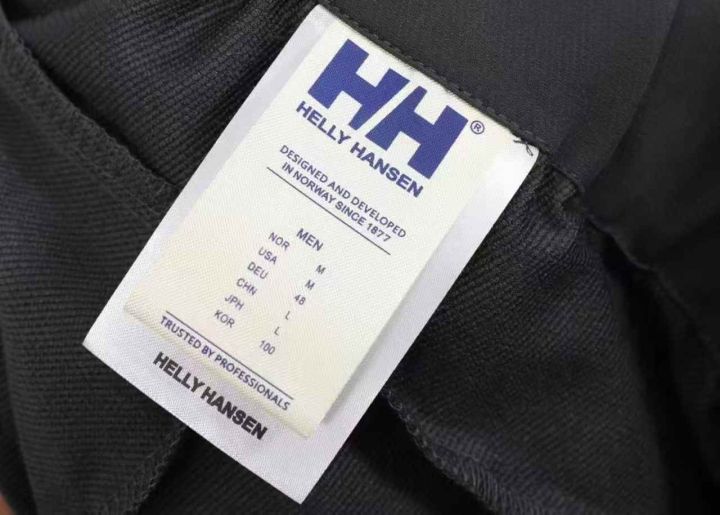 HH®
HELLY HANSEN
DESIGNED AND DEVELOPED
IN NORWAY SINCE 1877
MEN
NOR M
USA M
DEU 48
CHN L
JPH L
KOR 100
TRUSTED BY PROFESSIONALS
HELLY HANSEN